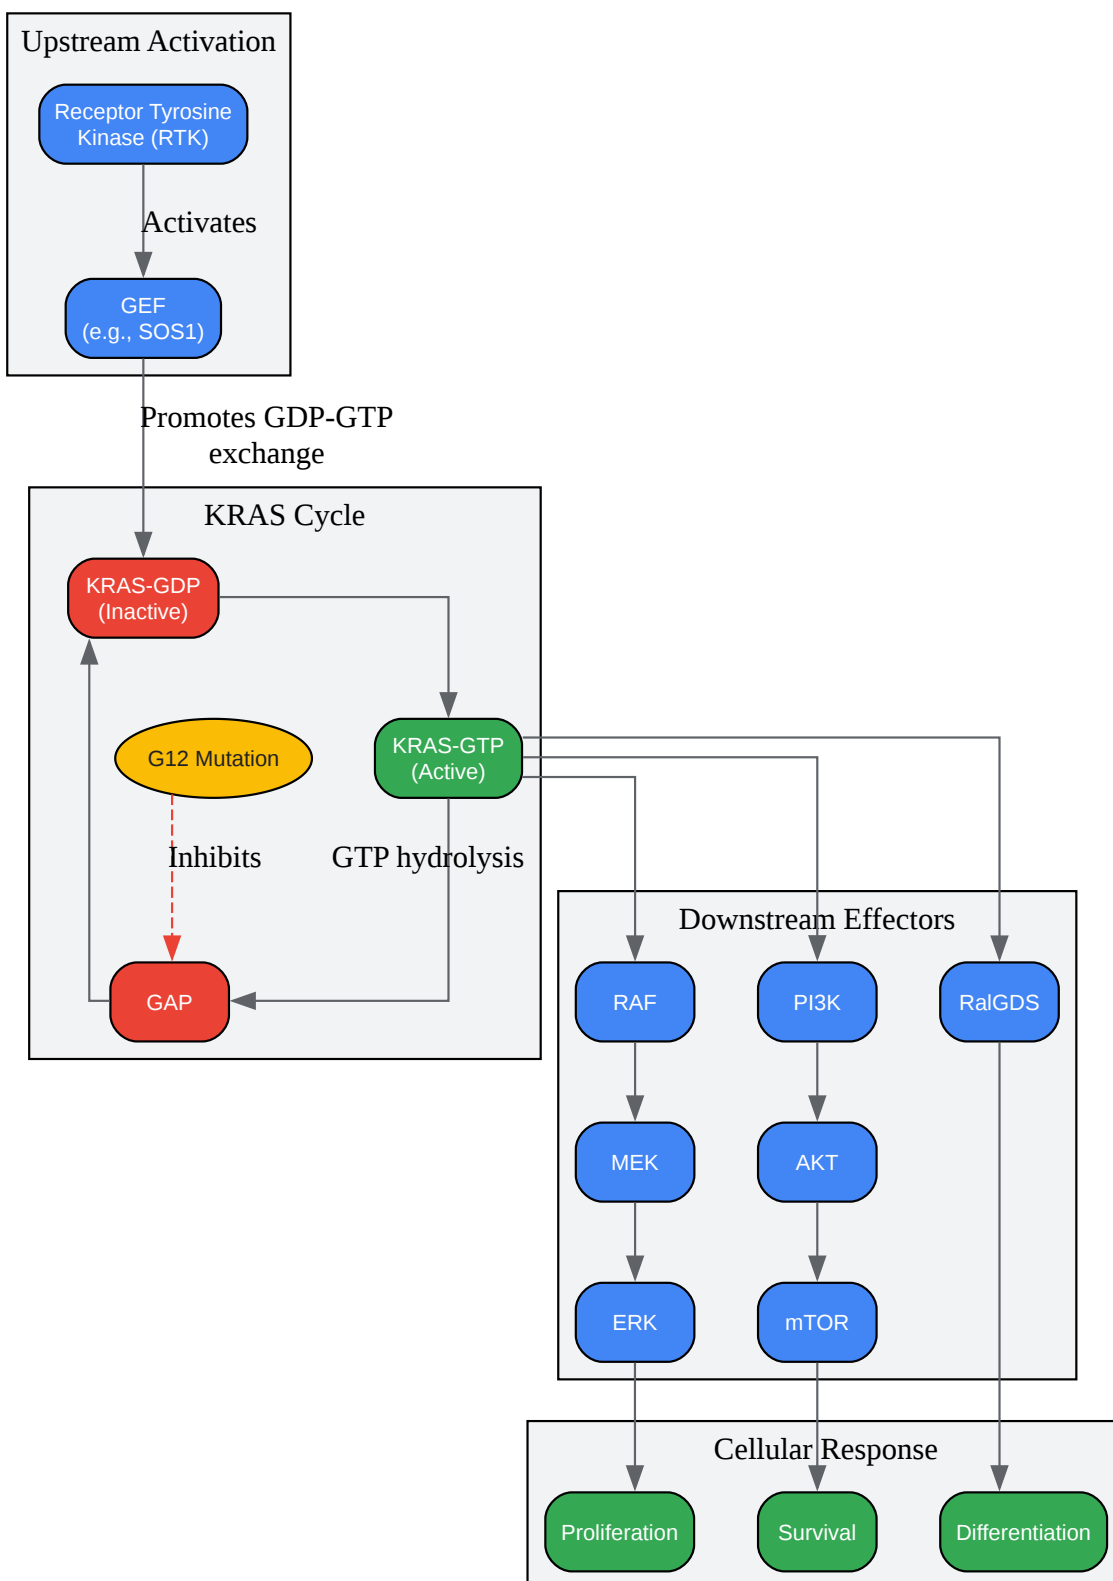 Upstream Activation
Receptor Tyrosine
Kinase (RTK)
Activates
GEF
(e.g., SOS1)
Promotes GDP-GTP
exchange
KRAS Cycle
KRAS-GDP
(Inactive)
G12 Mutation
KRAS-GTP
(Active)
Inhibits
GTP hydrolysis
GAP
Downstream Effectors
RAF
PI3K
RalGDS
MEK
AKT
ERK
mTOR
Cellular Response
Proliferation
Survival
Differentiation